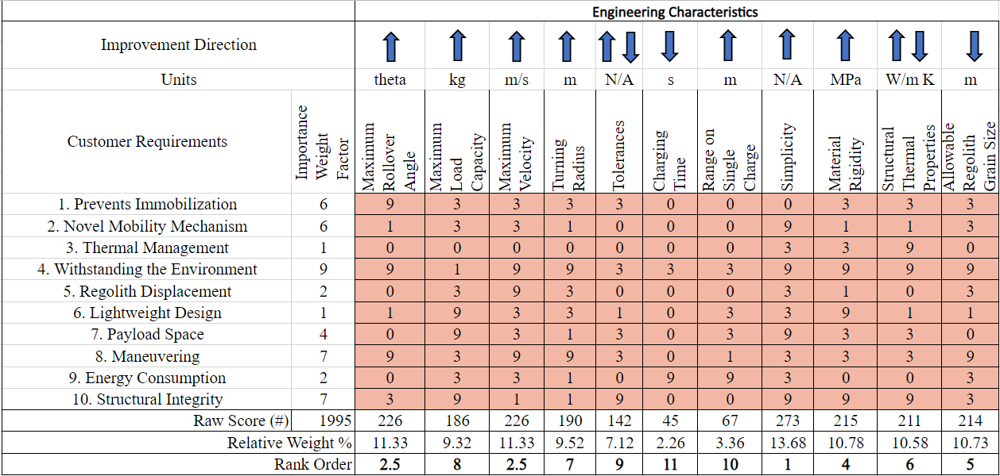 Engineering Characteristics
Improvement Direction
Units theta kg m/s m N/A s m N/A MPa W/m K m
Customer Requirements Importance Weight Factor Maximum Rollover Angle Maximum Load Capacity Maximum Velocity Turning Radius Tolerances Charging Time Range on Single Charge Simplicity Material Rigidity Structural Thermal Properties Allowable Regolith Grain Size
1. Prevents Immobilization 6 9 3 3 3 3 0 0 0 3 3 3
2. Novel Mobility Mechanism 6 1 3 3 1 0 0 0 9 1 1 3
3. Thermal Management 1 0 0 0 0 0 0 0 3 3 9 0
4. Withstanding the Environment 9 9 1 9 9 3 3 3 9 9 9 9
5. Regolith Displacement 2 0 3 9 3 0 0 0 3 1 0 3
6. Lightweight Design 1 1 9 3 3 1 0 3 3 9 1 1
7. Payload Space 4 0 9 3 1 3 0 3 9 3 3 0
8. Maneuvering 7 9 3 9 9 3 0 1 3 3 3 9
9. Energy Consumption 2 0 3 3 1 0 9 9 3 0 0 3
10. Structural Integrity 7 3 9 1 1 9 0 0 9 9 9 3
Raw Score (#) 1995 226 186 226 190 142 45 67 273 215 211 214
Relative Weight % 11.33 9.32 11.33 9.52 7.12 2.26 3.36 13.68 10.78 10.58 10.73
Rank Order 2.5 8 2.5 7 9 11 10 1 4 6 5